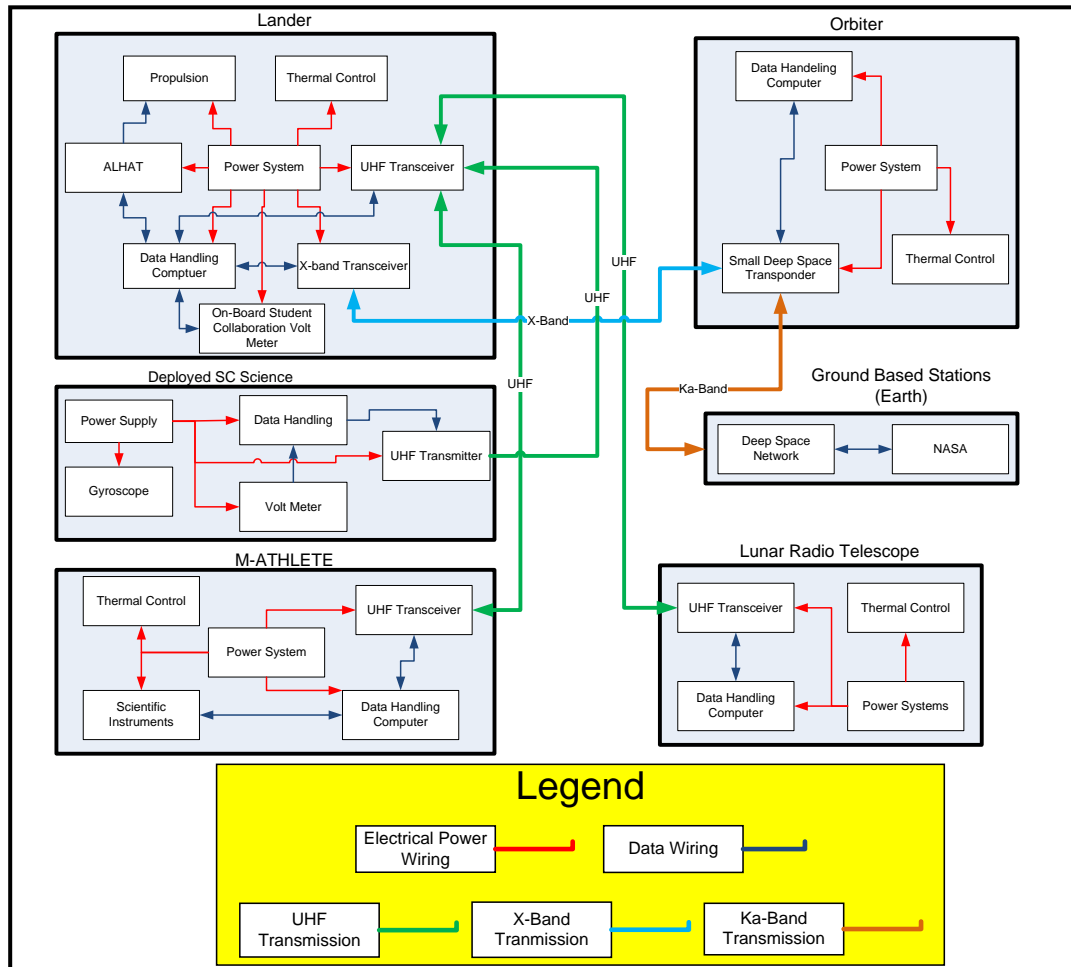 Lander
Propulsion
Thermal Control
ALHAT
Power System
UHF Transceiver
Data Handling
Comptuer
X-band Transceiver
On-Board Student
Collaboration Volt
Meter
Orbiter
Data Handeling
Computer
Power System
Small Deep Space
Transponder
Thermal Control
UHF
UHF
X-Band
UHF
Ka-Band
Deployed SC Science
Power Supply
Data Handling
UHF Transmitter
Gyroscope
Volt Meter
Ground Based Stations
(Earth)
Deep Space
Network
NASA
M-ATHLETE
Thermal Control
UHF Transceiver
Power System
Scientific
Instruments
Data Handling
Computer
Lunar Radio Telescope
UHF Transceiver
Thermal Control
Data Handling
Computer
Power Systems
Legend
Electrical Power
Wiring
Data Wiring
UHF
Transmission
X-Band
Tranmission
Ka-Band
Transmission